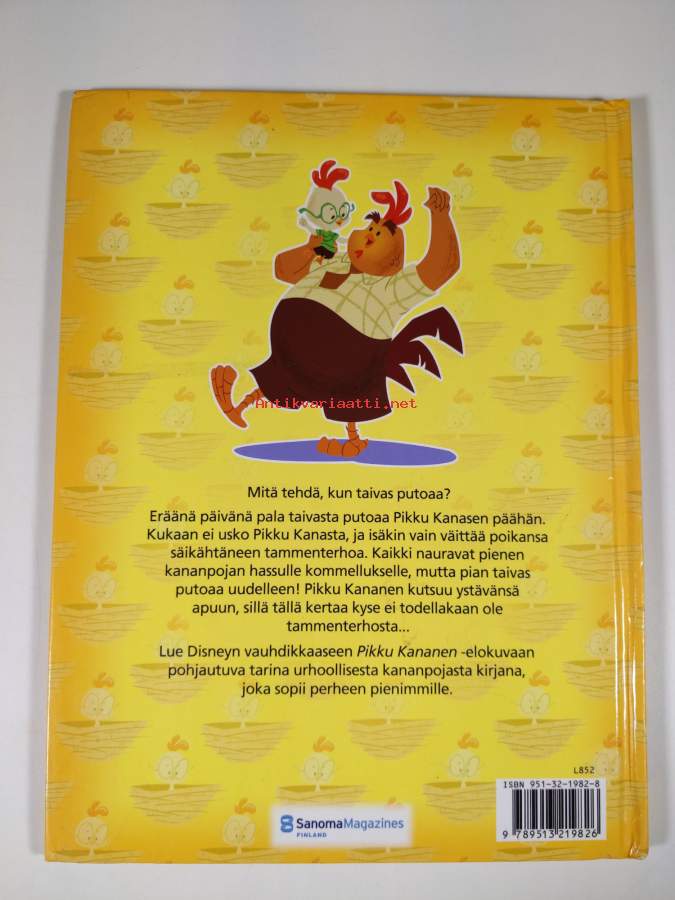 Antikvariaatti.net
Mitä tehdä, kun taivas putoaa?
Eräänä päivänä pala taivasta putoaa Pikku Kanasen päähän.
Kukaan ei usko Pikku Kanasta, ja isäkin vain väittää poikansa
säikähtäneen tammenterhoa. Kaikki nauravat pienen
kananpojan hassulle kommellukselle, mutta pian taivas
putoaa uudelleen! Pikku Kananen kutsuu ystävänsä
apuun, sillä tällä kertaa kyse ei todellakaan ole
tammenterhosta...
Lue Disneyn vauhdikkaaseen Pikku Kananen -elokuvaan
pohjautuva tarina urhoollisesta kananpojasta kirjana,
joka sopii perheen pienimmille.
L852
ISBN 951-32-1982-8
9 789513 219826
SanomaMagazines
FINLAND